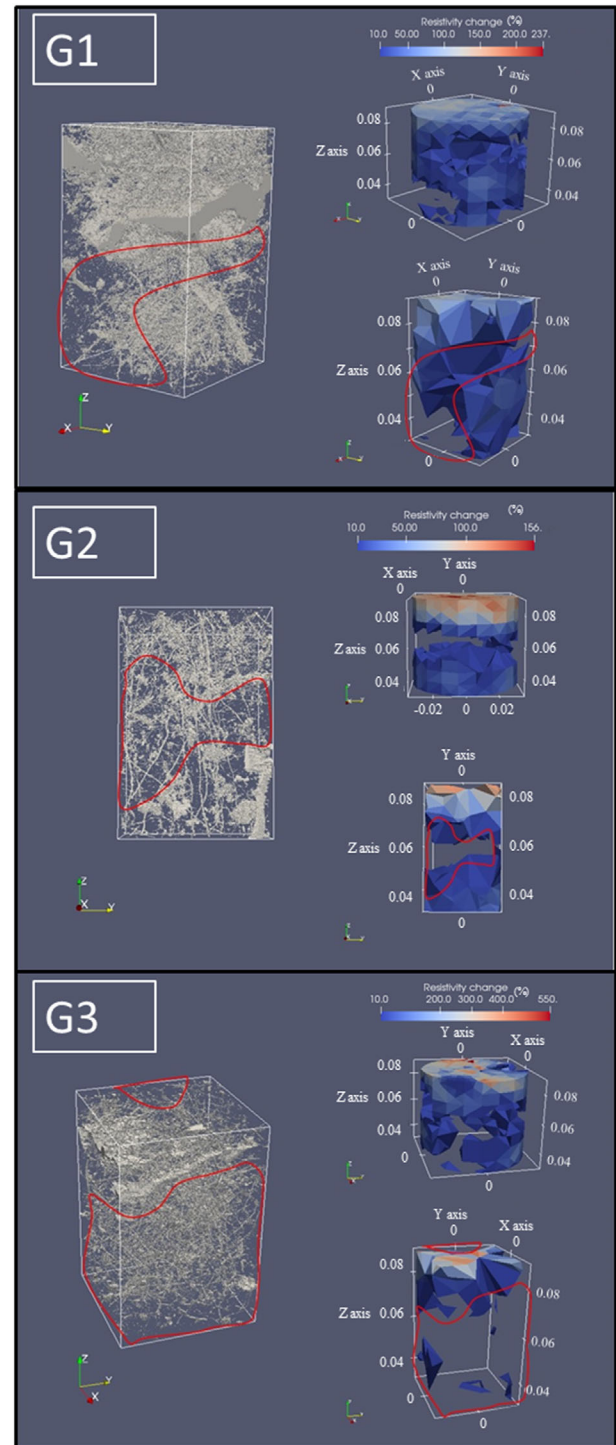 G1
Resistivity change (%)
10.0 50.00 100.0 150.0 200.0 237.
X axis Y axis
0 0
0.08 0.08
Z axis 0.06 0.06
0.04 0.04
0 0
X axis Y axis
0 0
0.08 0.08
Z axis 0.06 0.06
0.04 0.04
0 0
Z
X Y
G2
Resistivity change (%)
10.0 50.00 100.0 156.
X axis Y axis
0 0
0.08 0.08
Z axis 0.06 0.06
0.04 0.04
-0.02 0 0.02
Y axis
0
0.08 0.08
Z axis 0.06 0.06
0.04 0.04
0
Z
X Y
G3
Resistivity change (%)
10.0 200.0 300.0 400.0 550.
Y axis X axis
0 0
0.08 0.08
Z axis 0.06 0.06
0.04 0.04
0 0
Y axis X axis
0 0
0.08 0.08
Z axis 0.06 0.06
0.04 0.04
0 0
Z
Y
X